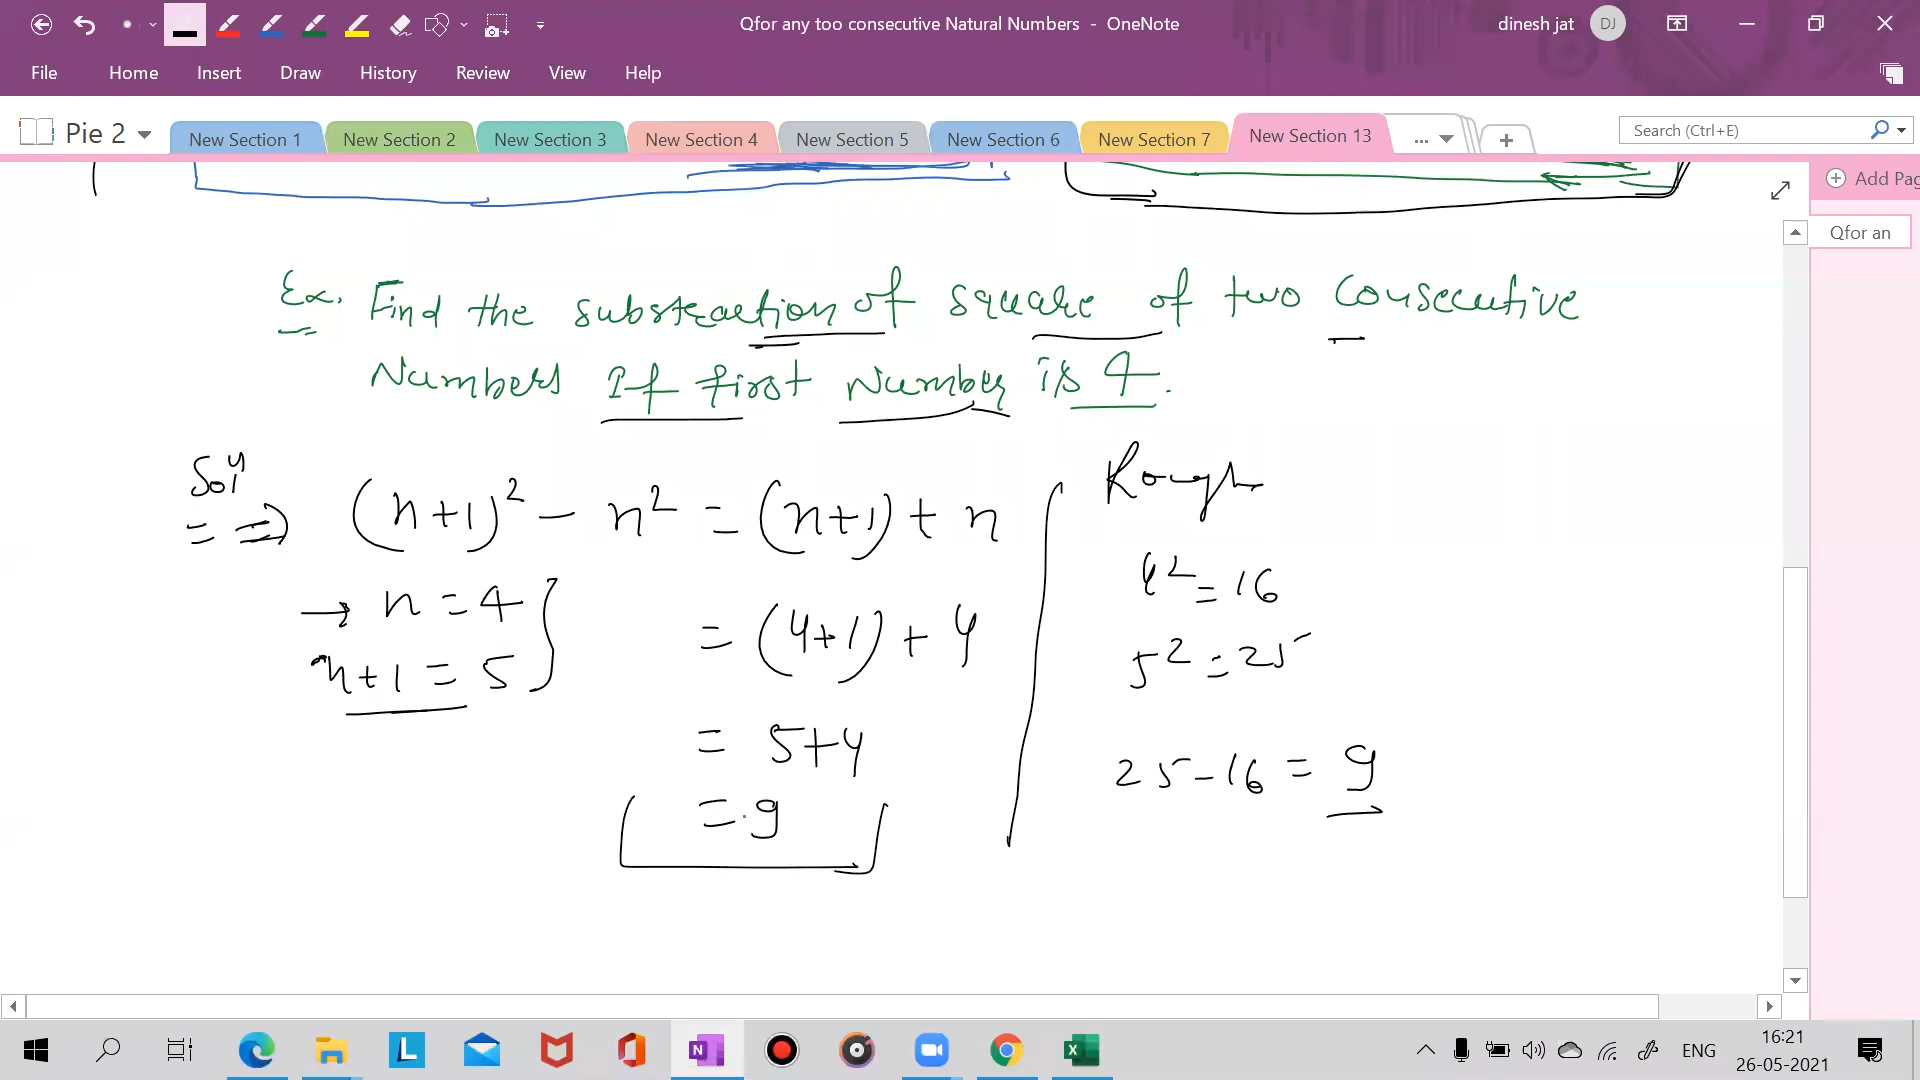 Qfor any too consecutive Natural Numbers - OneNote
dinesh jat DJ
File Home Insert Draw History Review View Help
Pie 2 New Section 1 New Section 2 New Section 3 New Section 4 New Section 5 New Section 6 New Section 7 New Section 13 ... + Search (Ctrl+E)
Add Pag
Qfor an
Ex. Find the substraction of square of two consecutive
Numbers If first Number is 4.
Sol^n
⇒ (n+1)² - n² = (n+1) + n
→ n = 4
n+1 = 5
= (4+1) + 4
= 5+4
= 9
Rough
4² = 16
5² = 25
25-16 = 9
ENG
16:21
26-05-2021